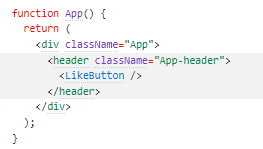 function App() {
  return (
    <div className="App">
      <header className="App-header">
        <LikeButton />
      </header>
    </div>
  );
}